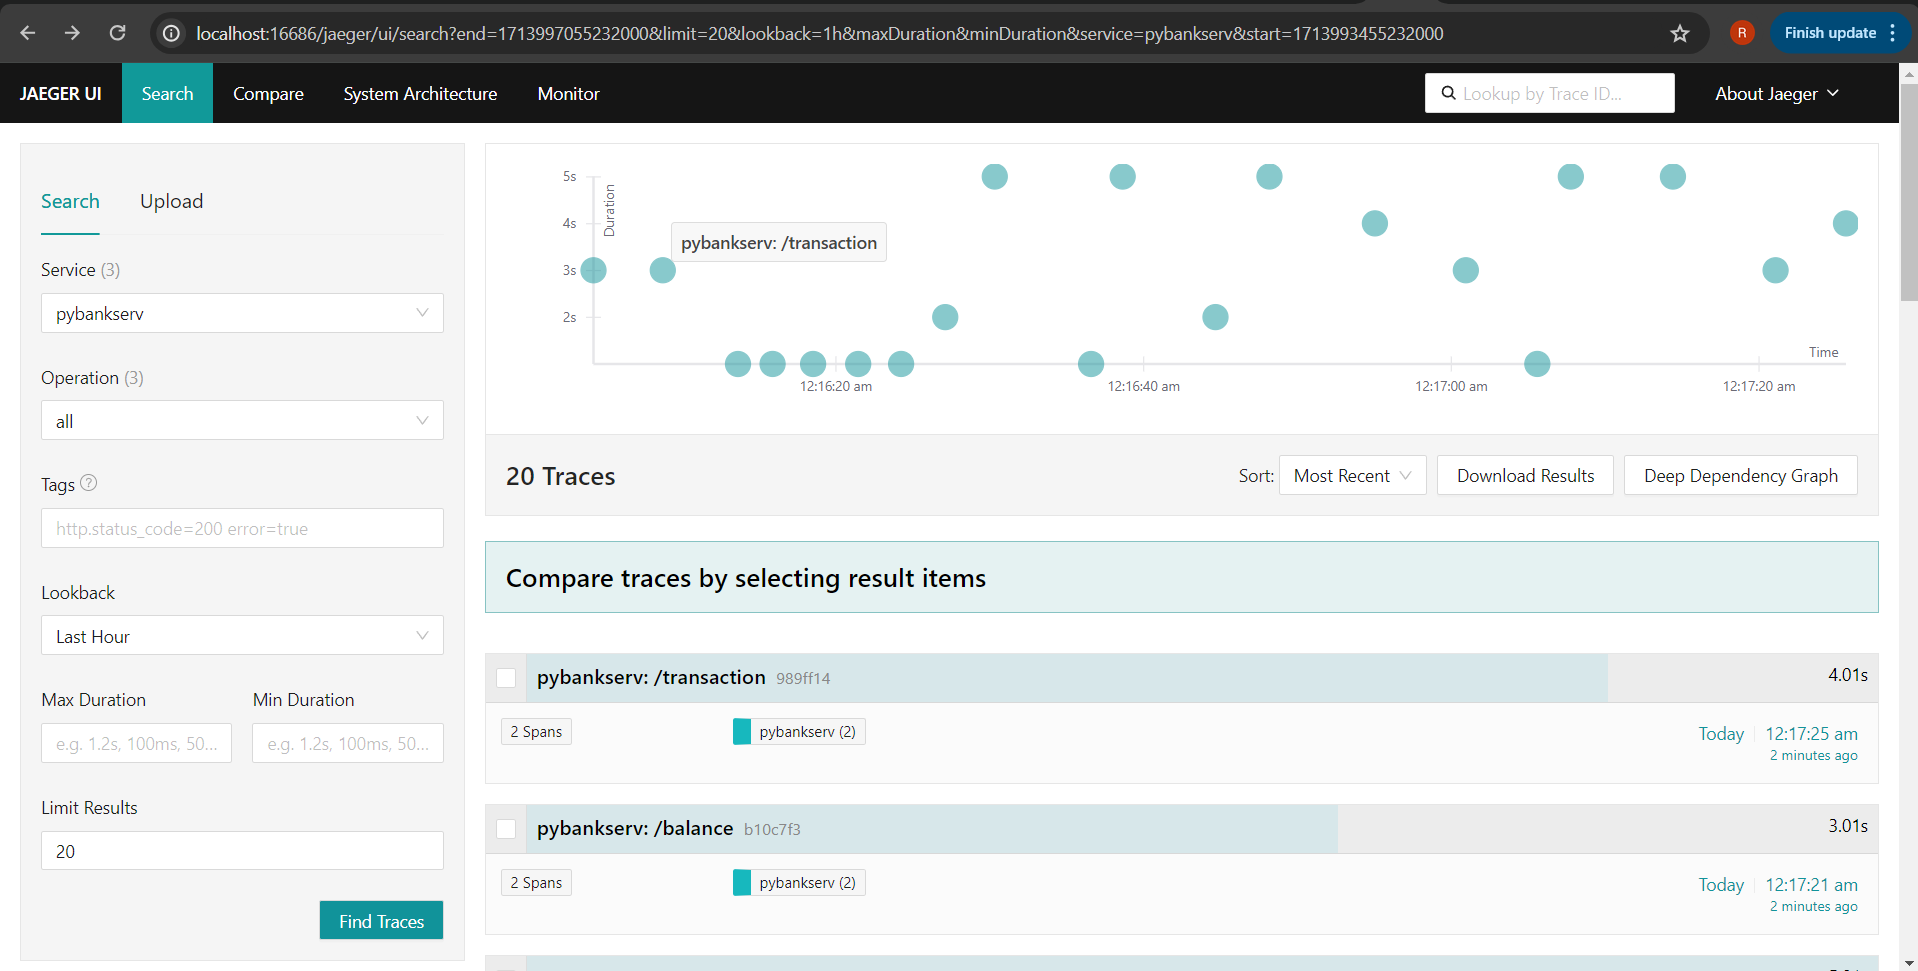 localhost:16686/jaeger/ui/search?end=1713997055232000&limit=20&lookback=1h&maxDuration&minDuration&service=pybankserv&start=1713993455232000
R
Finish update
JAEGER UI
Search
Compare
System Architecture
Monitor
Lookup by Trace ID...
About Jaeger
Search
Upload
Service (3)
pybankserv
Operation (3)
all
Tags
http.status_code=200 error=true
Lookback
Last Hour
Max Duration
Min Duration
e.g. 1.2s, 100ms, 50...
e.g. 1.2s, 100ms, 50...
Limit Results
20
Find Traces
5s
4s
3s
2s
Duration
pybankserv: /transaction
Time
12:16:20 am
12:16:40 am
12:17:00 am
12:17:20 am
20 Traces
Sort:
Most Recent
Download Results
Deep Dependency Graph
Compare traces by selecting result items
pybankserv: /transaction 989ff14
4.01s
2 Spans
pybankserv (2)
Today
12:17:25 am
2 minutes ago
pybankserv: /balance b10c7f3
3.01s
2 Spans
pybankserv (2)
Today
12:17:21 am
2 minutes ago